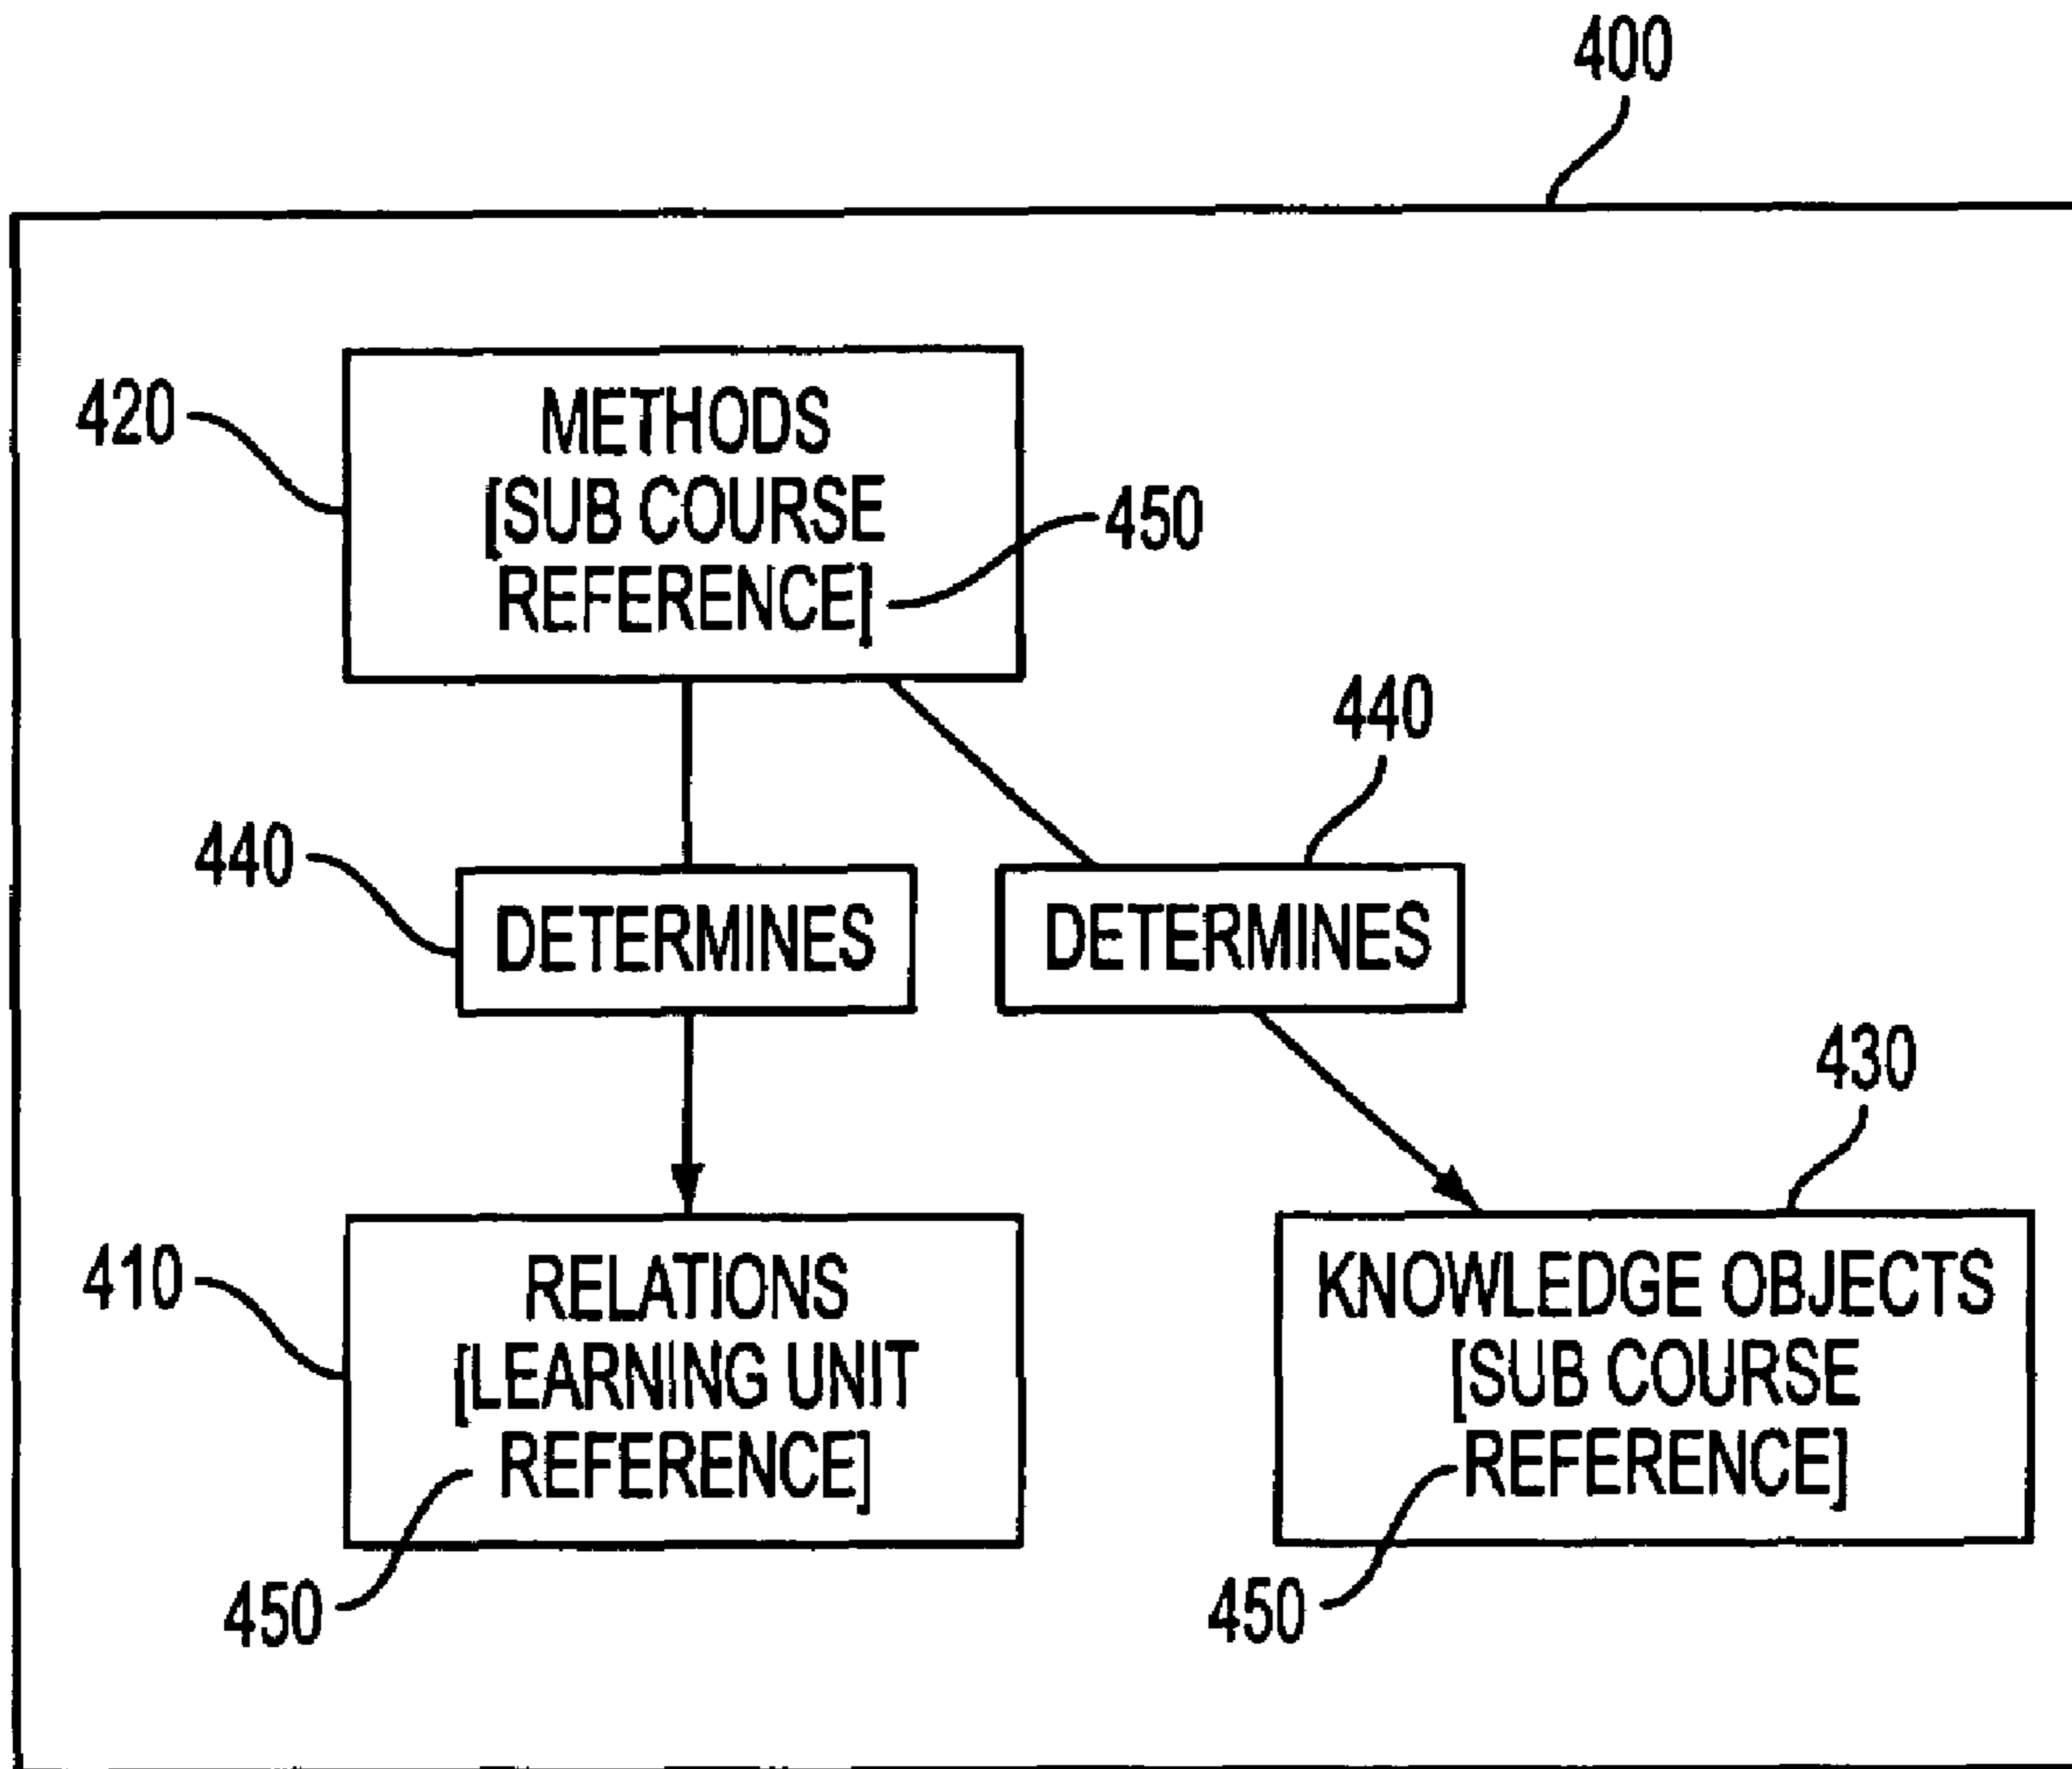 400
METHODS
[SUB COURSE
REFERENCE]
420
450
440
440
DETERMINES
DETERMINES
430
410
RELATIONS
[LEARNING UNIT
REFERENCE]
KNOWLEDGE OBJECTS
[SUB COURSE
REFERENCE]
450
450